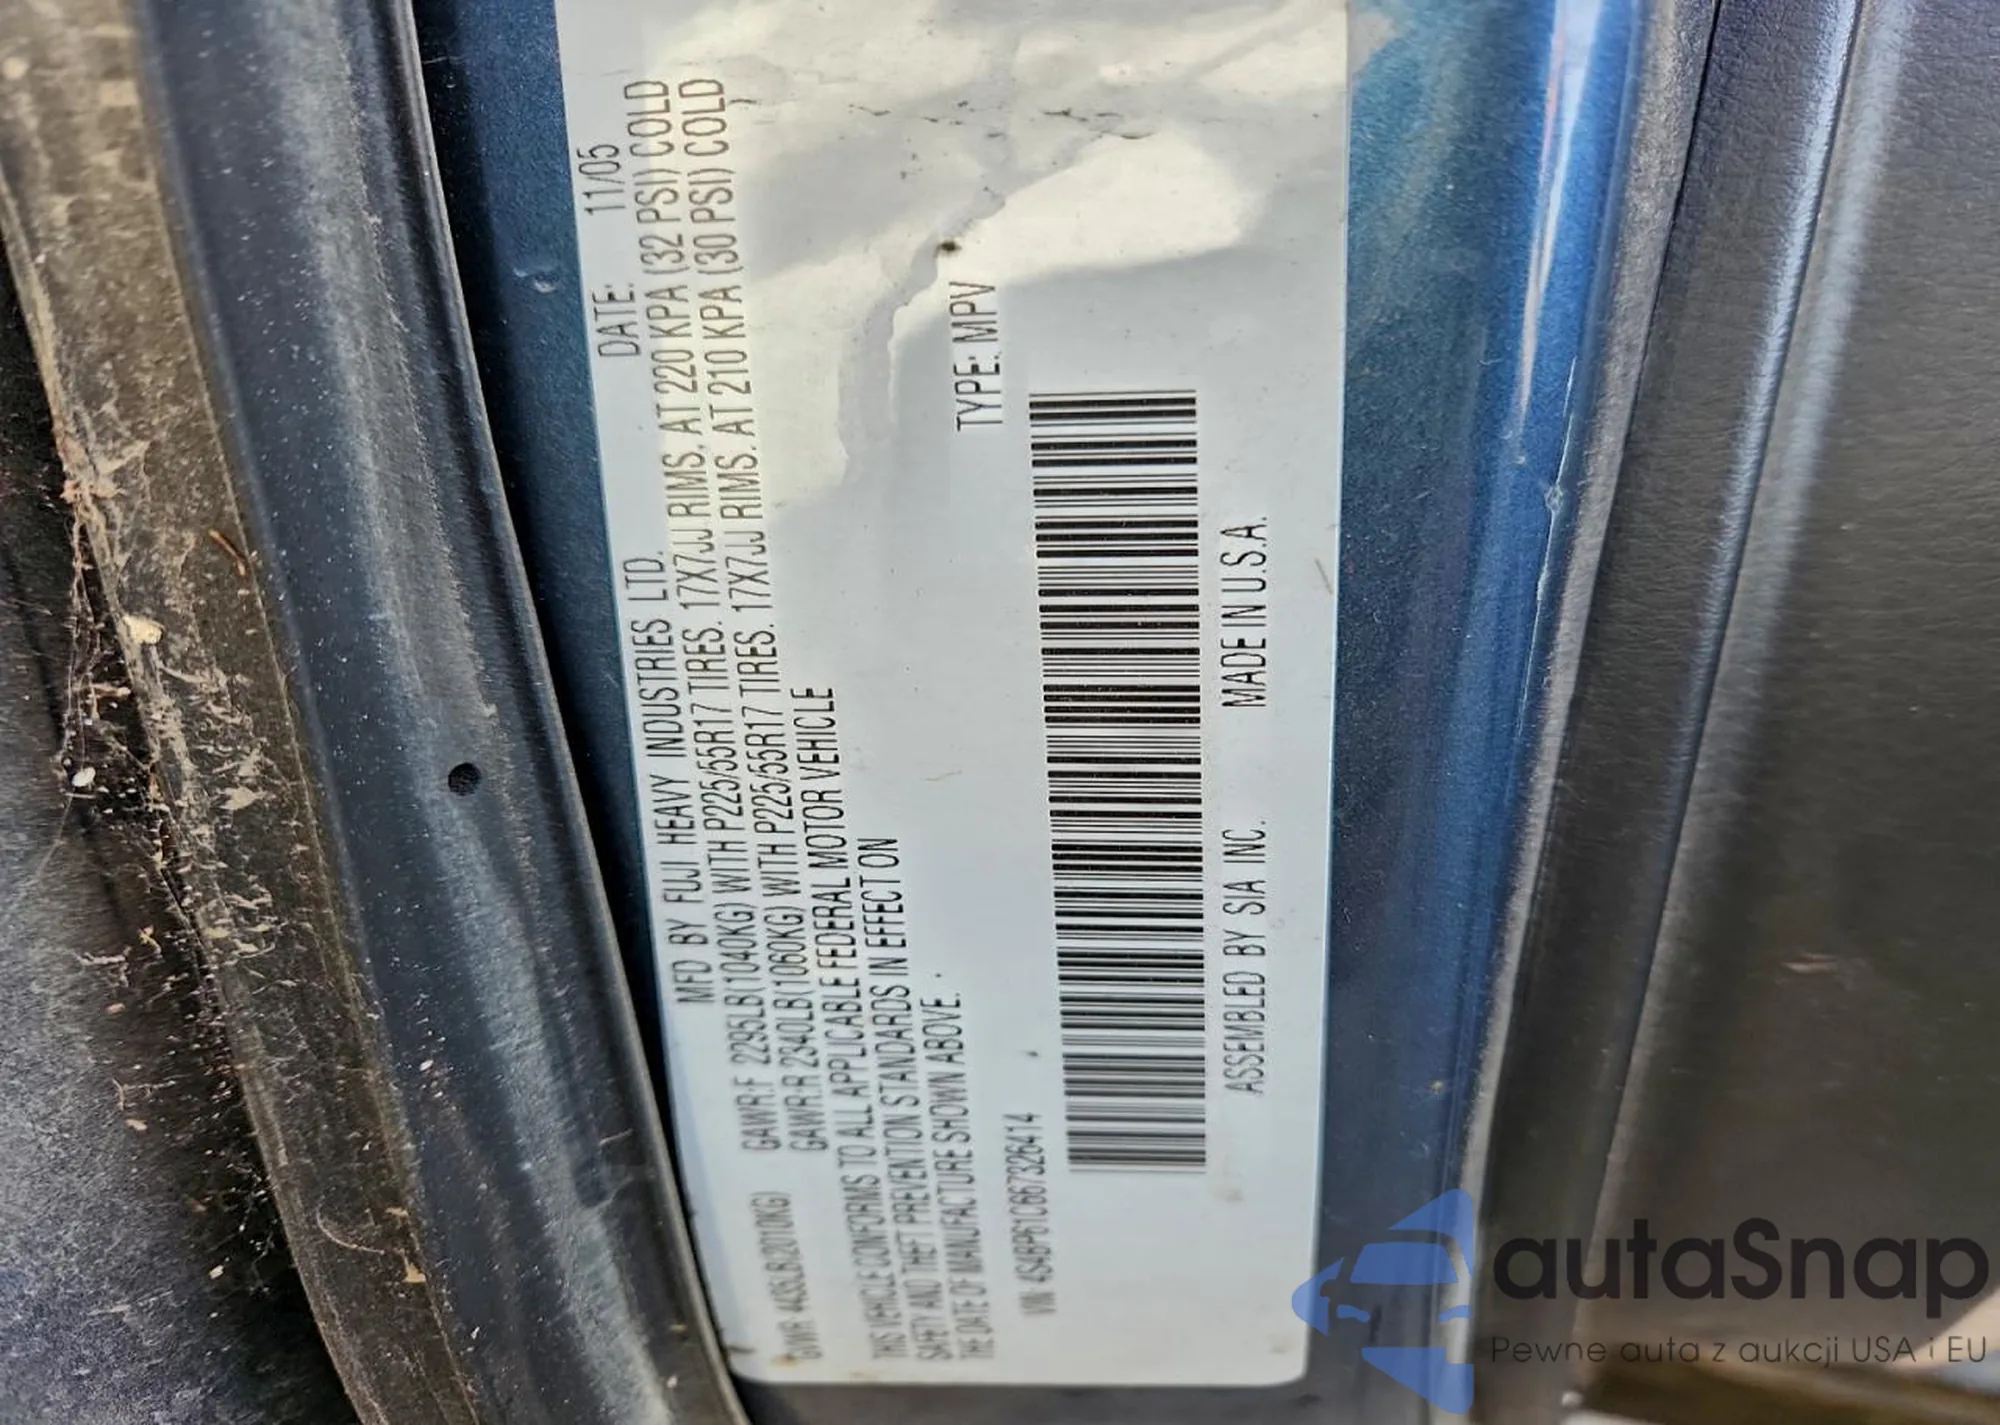 MFD BY FUJI HEAVY INDUSTRIES LTD. DATE: 11/05
GVWR 4435LB(2010KG) GAWR:F 2295LB(1040KG) WITH P225/55R17 TIRES. 17X7JJ RIMS. AT 220 KPA (32 PSI) COLD
GAWR:R 2340LB(1060KG) WITH P225/55R17 TIRES. 17X7JJ RIMS. AT 210 KPA (30 PSI) COLD
THIS VEHICLE CONFORMS TO ALL APPLICABLE FEDERAL MOTOR VEHICLE
SAFETY AND THEFT PREVENTION STANDARDS IN EFFECT ON
THE DATE OF MANUFACTURE SHOWN ABOVE.
TYPE: MPV
VIN 4S4BP61C667326414
ASSEMBLED BY SIA INC. MADE IN U.S.A.
autaSnap
Pewne auta z aukcji USA i EU